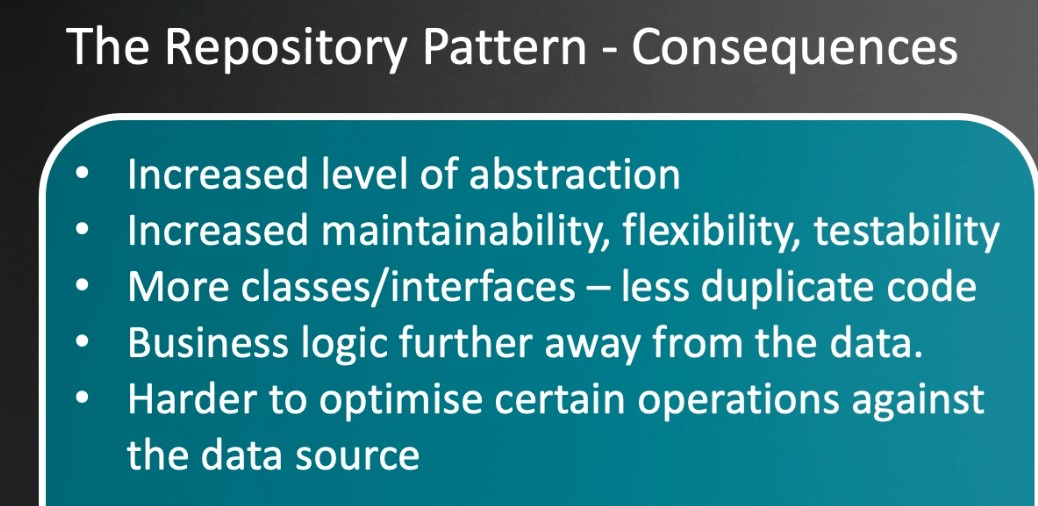 The Repository Pattern - Consequences
• Increased level of abstraction
• Increased maintainability, flexibility, testability
• More classes/interfaces – less duplicate code
• Business logic further away from the data.
• Harder to optimise certain operations against
the data source